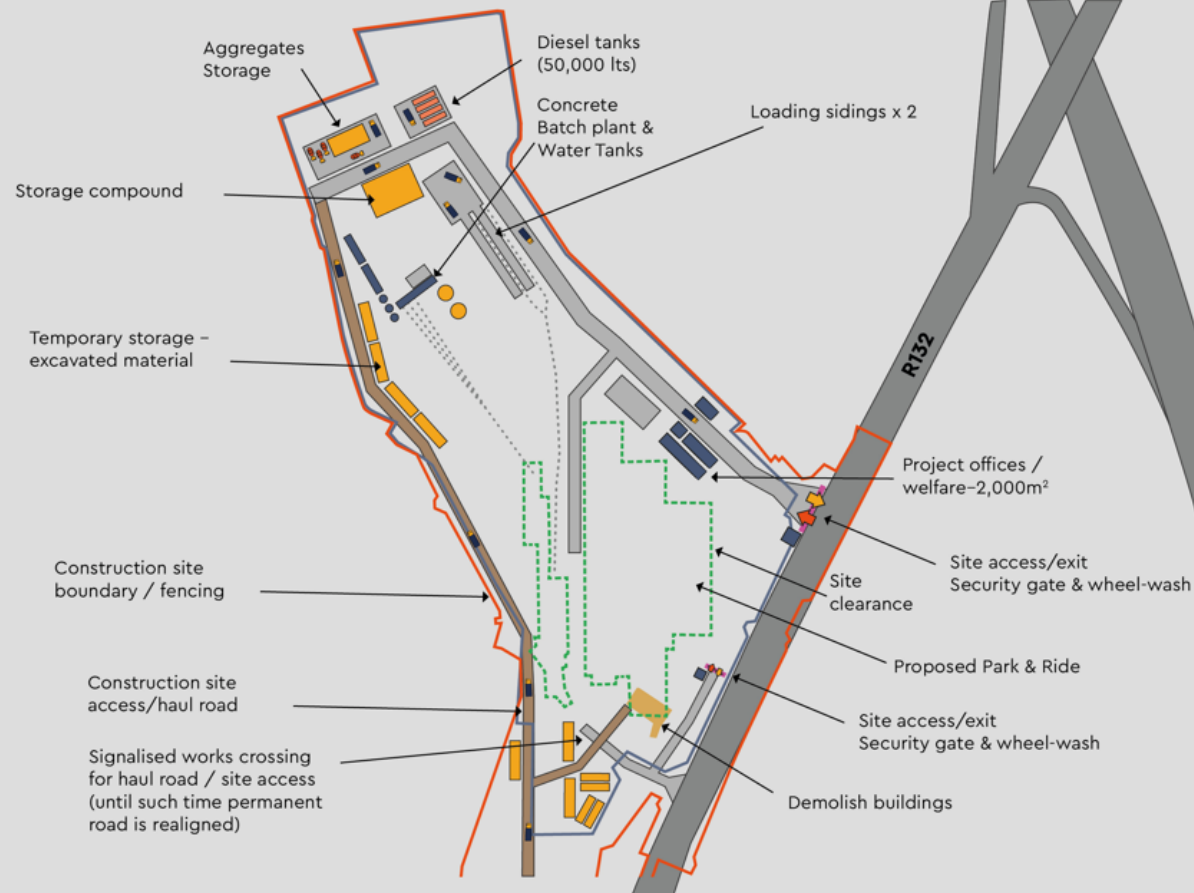 Aggregates
Storage
Diesel tanks
(50,000 lts)
Concrete
Batch plant &
Water Tanks
Loading sidings x 2
Storage compound
Temporary storage –
excavated material
R132
Project offices /
welfare–2,000m²
Site access/exit
Security gate & wheel-wash
Construction site
boundary / fencing
Site
clearance
Proposed Park & Ride
Construction site
access/haul road
Site access/exit
Security gate & wheel-wash
Signalised works crossing
for haul road / site access
(until such time permanent
road is realigned)
Demolish buildings